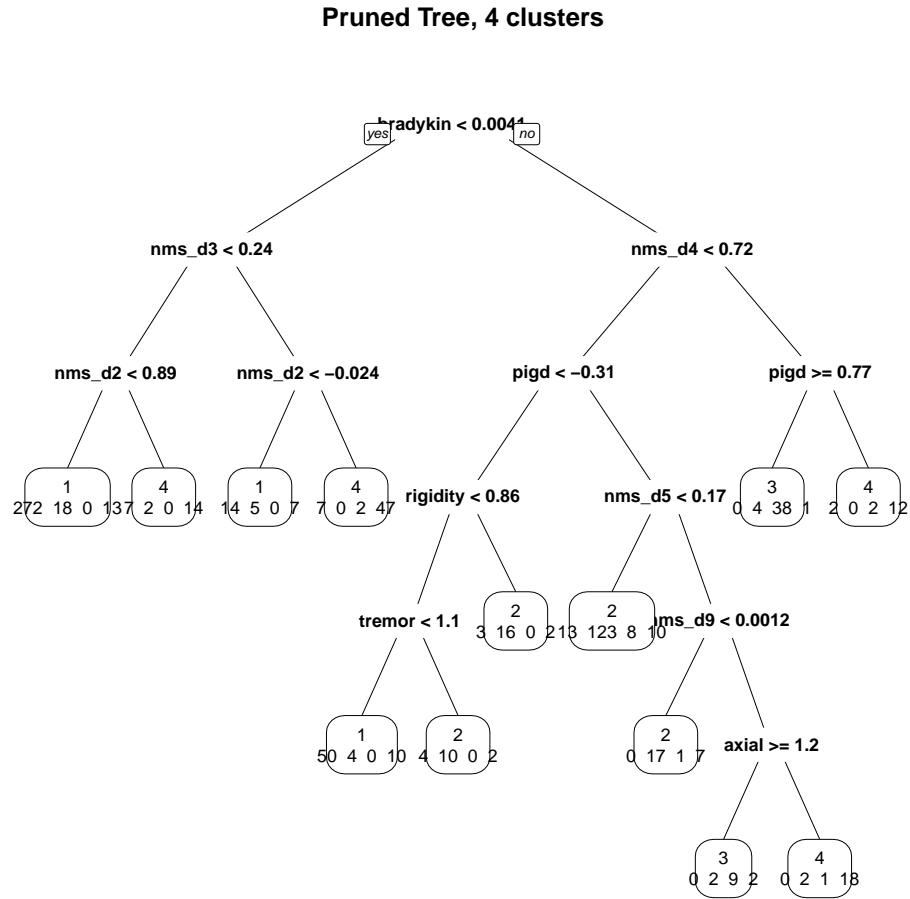 Pruned Tree, 4 clusters
bradykin < 0.0041
yes
no
nms_d3 < 0.24
nms_d4 < 0.72
nms_d2 < 0.89
nms_d2 < −0.024
pigd < −0.31
pigd >= 0.77
1
272 18 0 13
4
7 2 0 14
1
14 5 0 7
4
7 0 2 47
rigidity < 0.86
nms_d5 < 0.17
3
0 4 38 1
4
2 0 2 12
tremor < 1.1
2
3 16 0 2
2
13 123 8 10
nms_d9 < 0.0012
1
50 4 0 10
2
4 10 0 2
2
0 17 1 7
axial >= 1.2
3
0 2 9 2
4
0 2 1 18